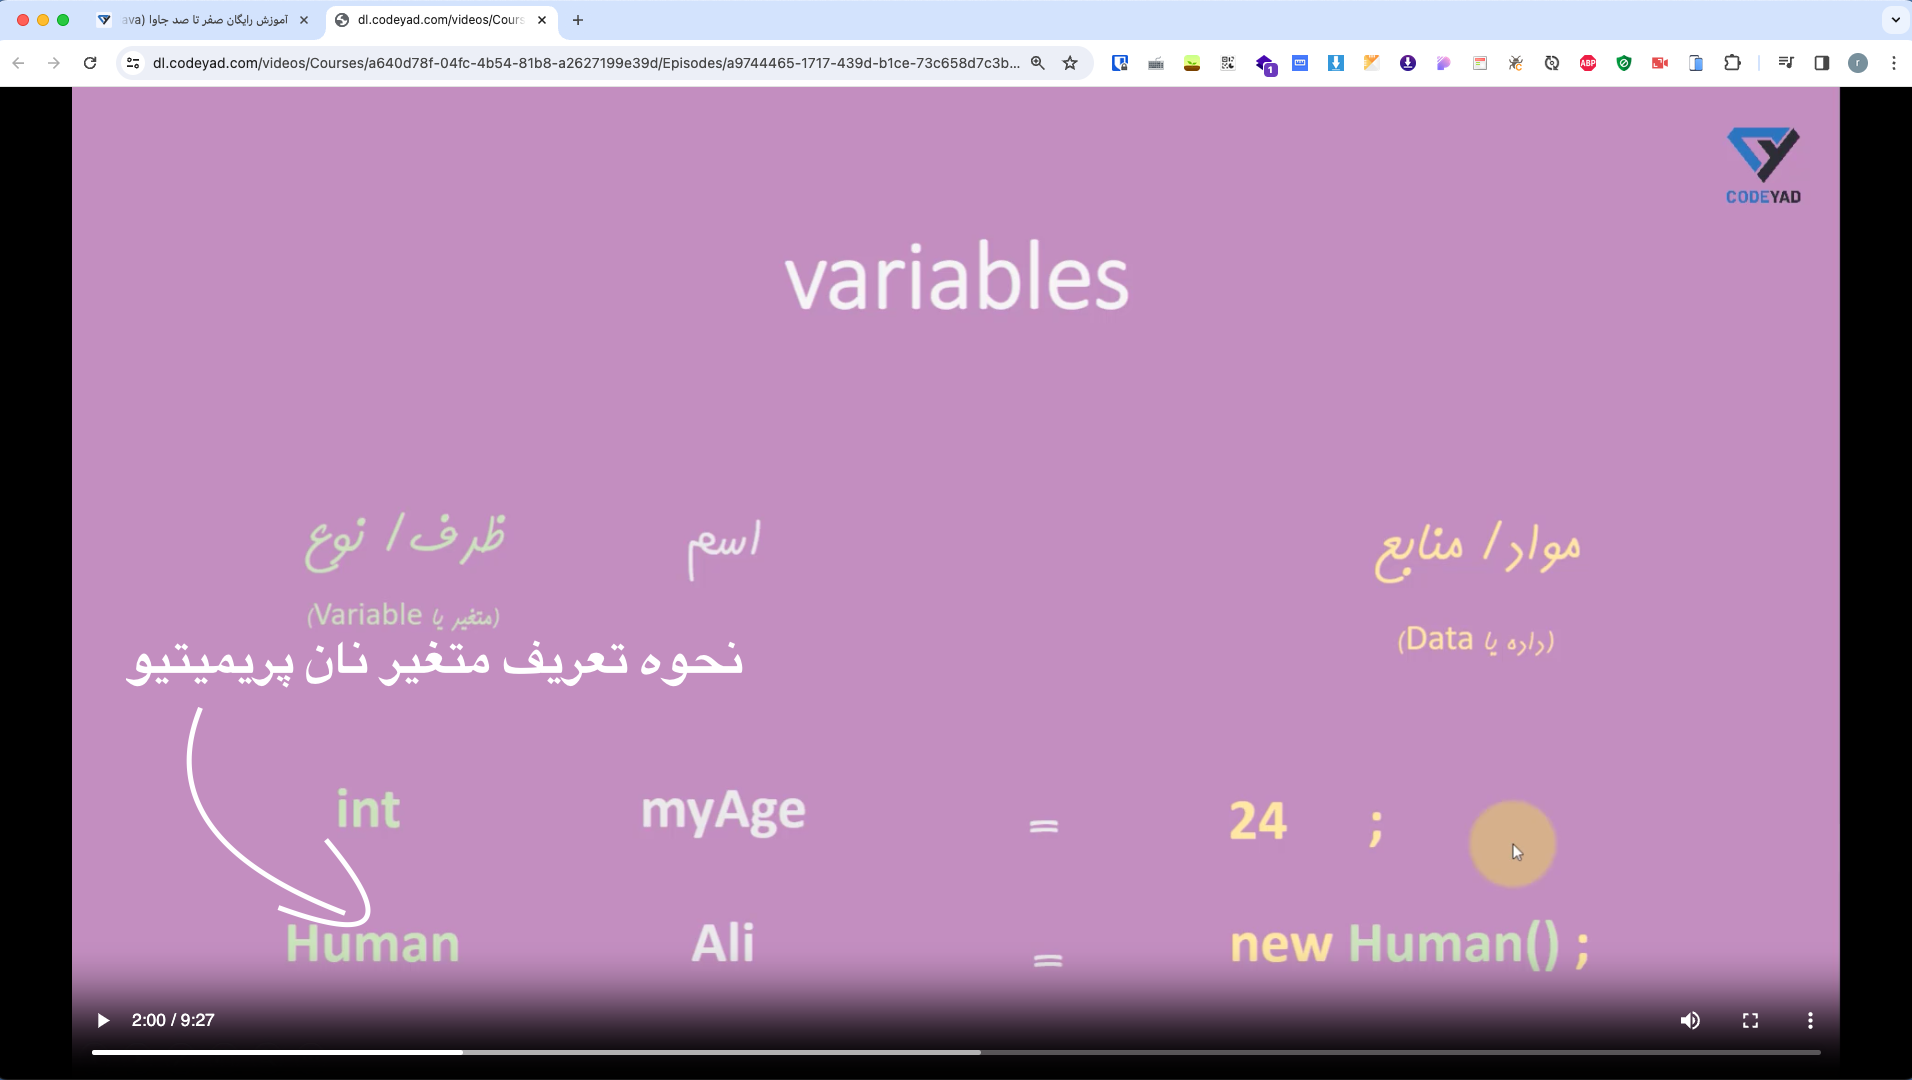 آموزش رایگان صفر تا صد جاوا (ava
dl.codeyad.com/videos/Cours
dl.codeyad.com/videos/Courses/a640d78f-04fc-4b54-81b8-a2627199e39d/Episodes/a9744465-1717-439d-b1ce-73c658d7c3b...
1
ABP
r
CODEYAD
variables
ظرف / نوع
اسم
مواد / منابع
(متغیر یا Variable)
(داده یا Data)
نحوه تعریف متغیر نان پریمیتیو
int myAge = 24 ;
Human Ali = new Human() ;
2:00 / 9:27